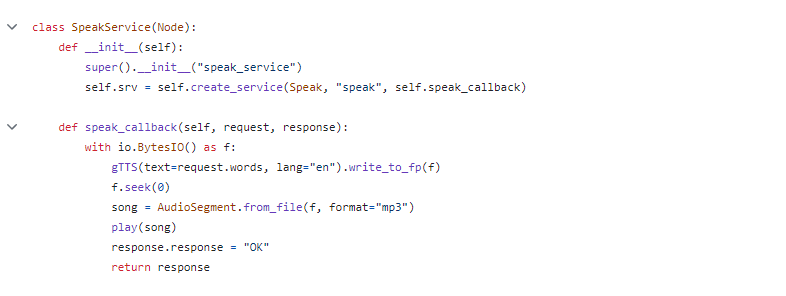 class SpeakService(Node):
    def __init__(self):
        super().__init__("speak_service")
        self.srv = self.create_service(Speak, "speak", self.speak_callback)

    def speak_callback(self, request, response):
        with io.BytesIO() as f:
            gTTS(text=request.words, lang="en").write_to_fp(f)
            f.seek(0)
            song = AudioSegment.from_file(f, format="mp3")
            play(song)
            response.response = "OK"
            return response